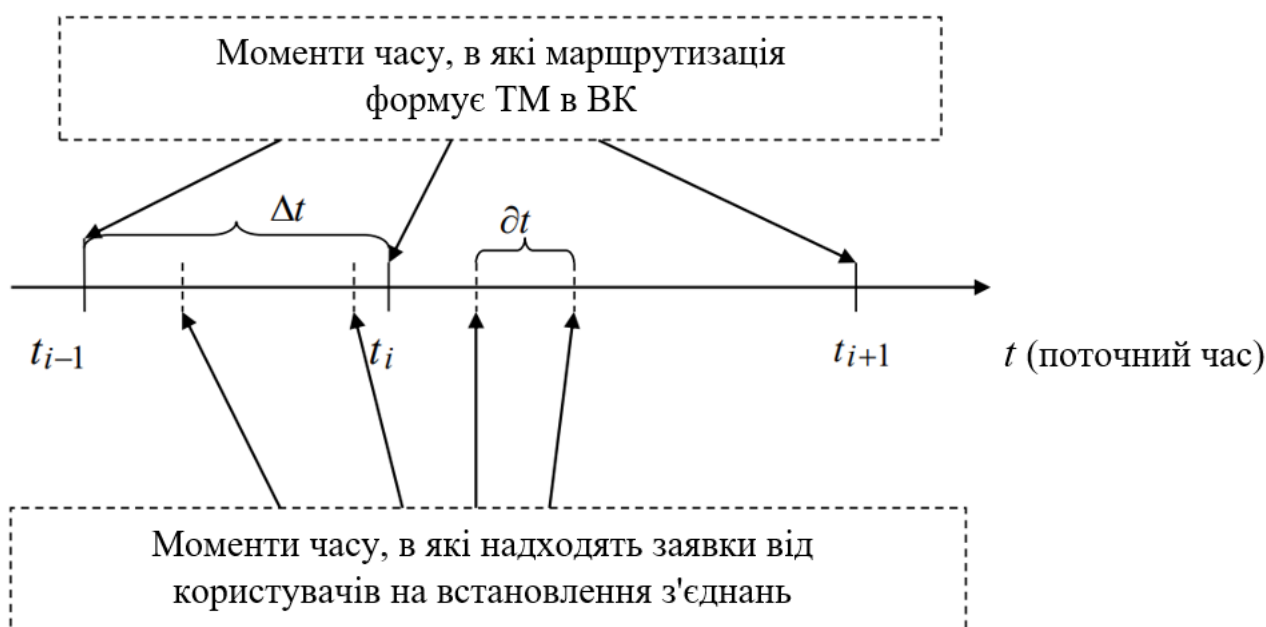 Моменти часу, в які маршрутизація
формує ТМ в ВК
Δt
∂t
t_{i–1}
t_i
t_{i+1}
t (поточний час)
Моменти часу, в які надходять заявки від
користувачів на встановлення з'єднань